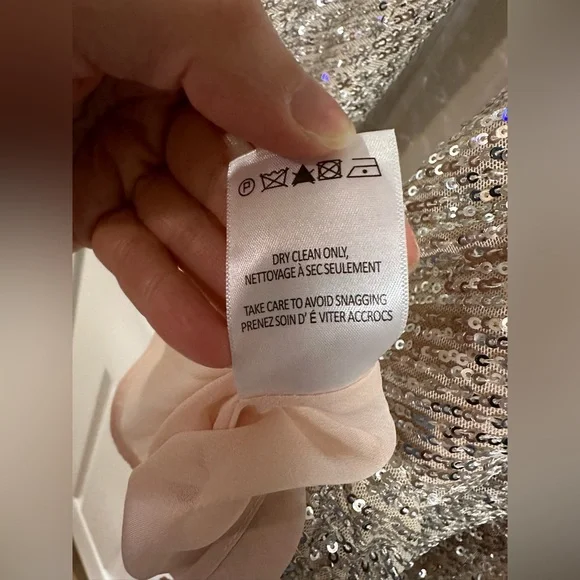 P
DRY CLEAN ONLY,
NETTOYAGE À SEC SEULEMENT
TAKE CARE TO AVOID SNAGGING
PRENEZ SOIN D' É VITER ACCROCS